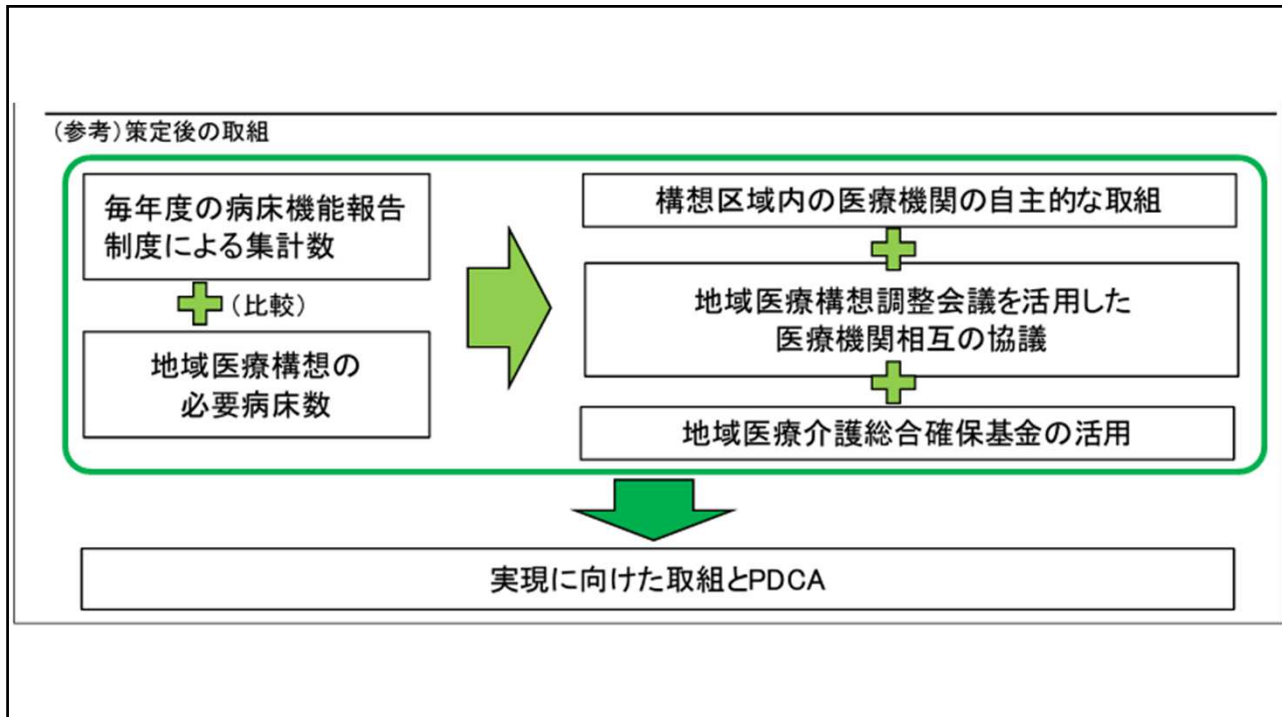 (参考)策定後の取組
毎年度の病床機能報告
制度による集計数
(比較)
地域医療構想の
必要病床数
構想区域内の医療機関の自主的な取組
地域医療構想調整会議を活用した
医療機関相互の協議
地域医療介護総合確保基金の活用
実現に向けた取組とPDCA